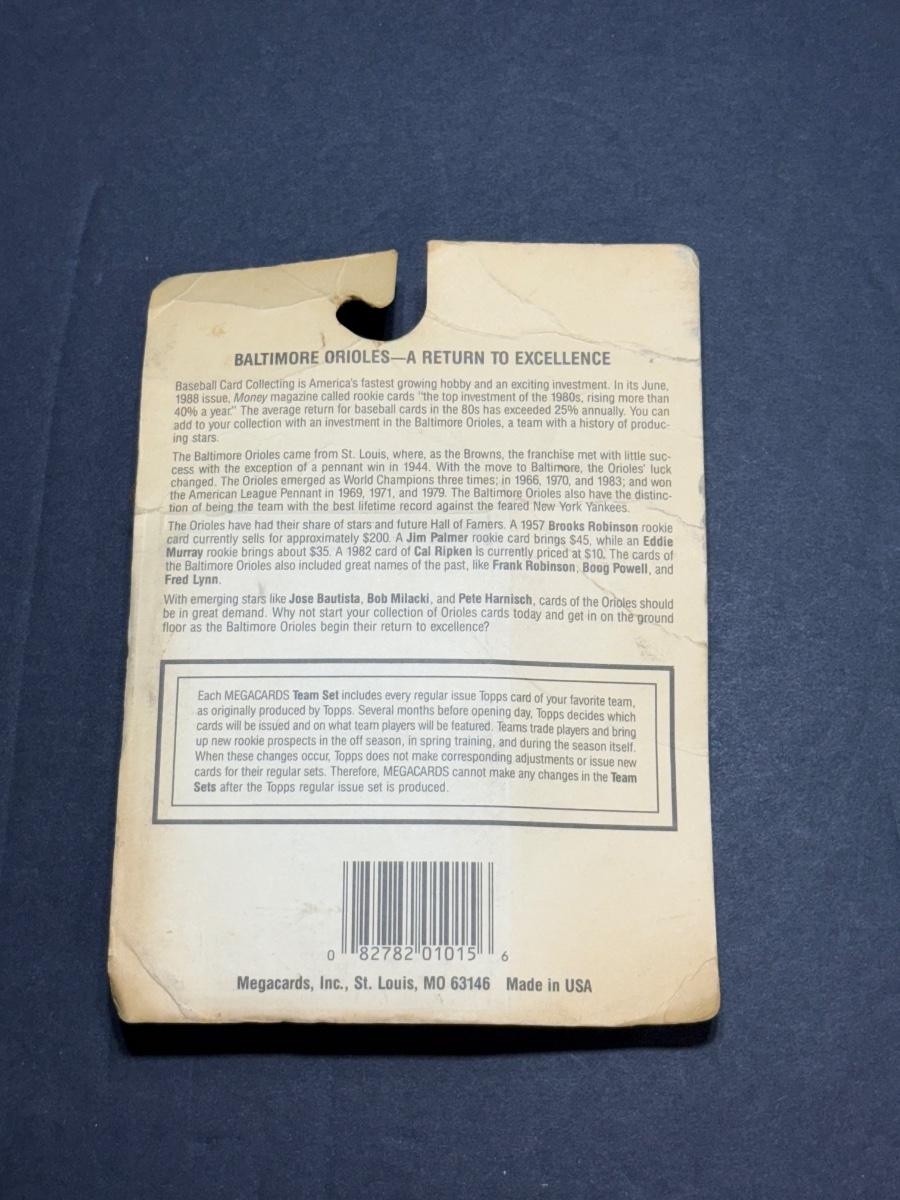 BALTIMORE ORIOLES—A RETURN TO EXCELLENCE
Baseball Card Collecting is America's fastest growing hobby and an exciting investment. In its June,
1988 issue, Money magazine called rookie cards "the top investment of the 1980s, rising more than
40% a year." The average return for baseball cards in the 80s has exceeded 25% annually. You can
add to your collection with an investment in the Baltimore Orioles, a team with a history of produc-
ing stars.
The Baltimore Orioles came from St. Louis, where, as the Browns, the franchise met with little suc-
cess with the exception of a pennant win in 1944. With the move to Baltimore, the Orioles' luck
changed. The Orioles emerged as World Champions three times; in 1966, 1970, and 1983; and won
the American League Pennant in 1969, 1971, and 1979. The Baltimore Orioles also have the distinc-
tion of being the team with the best lifetime record against the feared New York Yankees.
The Orioles have had their share of stars and future Hall of Famers. A 1957 Brooks Robinson rookie
card currently sells for approximately $200. A Jim Palmer rookie card brings $45, while an Eddie
Murray rookie brings about $35. A 1982 card of Cal Ripken is currently priced at $10. The cards of
the Baltimore Orioles also included great names of the past, like Frank Robinson, Boog Powell, and
Fred Lynn.
With emerging stars like Jose Bautista, Bob Milacki, and Pete Harnisch, cards of the Orioles should
be in great demand. Why not start your collection of Orioles cards today and get in on the ground
floor as the Baltimore Orioles begin their return to excellence?
Each MEGACARDS Team Set includes every regular issue Topps card of your favorite team,
as originally produced by Topps. Several months before opening day, Topps decides which
cards will be issued and on what team players will be featured. Teams trade players and bring
up new rookie prospects in the off season, in spring training, and during the season itself.
When these changes occur, Topps does not make corresponding adjustments or issue new
cards for their regular sets. Therefore, MEGACARDS cannot make any changes in the Team
Sets after the Topps regular issue set is produced.
0 82782 01015 6
Megacards, Inc., St. Louis, MO 63146 Made in USA